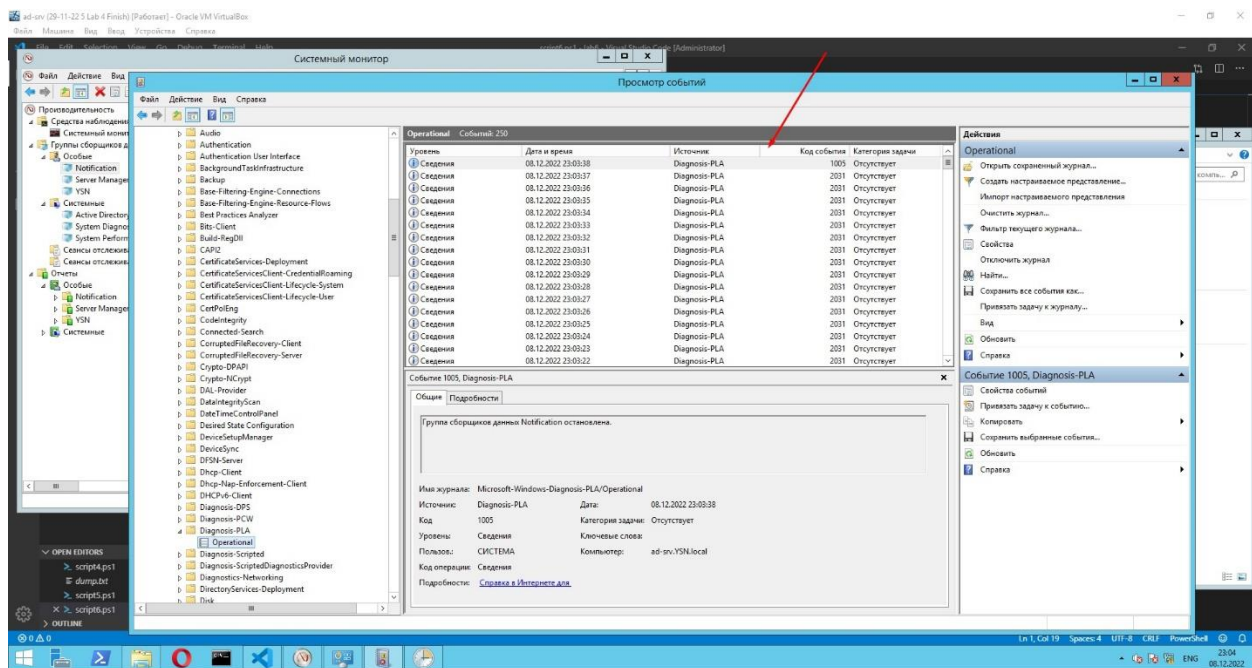 ad-srv (29-11-22 5 Lab 4 Finich) [Работает] - Oracle VM VirtualBox
Файл Машина Вид Ввод Устройства Справка
File Edit Selection View Go Debug Terminal Help
script6.ps1 - lab6 - Visual Studio Code [Administrator]
Системный монитор
Файл Действие Вид
Производительность
Средства наблюдения
Системный монит
Группы сборщиков д
Особые
Notification
Server Manage
YSN
Системные
Active Directory
System Diagnos
System Perform
Сеансы отслежив
Сеансы отслежив
Отчеты
Особые
Notification
Server Manage
YSN
Системные
Просмотр событий
Файл Действие Вид Справка
Audio
Authentication
Authentication User Interface
BackgroundTaskInfrastructure
Backup
Base-Filtering-Engine-Connections
Base-Filtering-Engine-Resource-Flows
Best Practices Analyzer
Bits-Client
Build-RegDll
CAPI2
CertificateServices-Deployment
CertificateServicesClient-CredentialRoaming
CertificateServicesClient-Lifecycle-System
CertificateServicesClient-Lifecycle-User
CertPolEng
CodeIntegrity
Connected-Search
CorruptedFileRecovery-Client
CorruptedFileRecovery-Server
Crypto-DPAPI
Crypto-NCrypt
DAL-Provider
DataIntegrityScan
DateTimeControlPanel
Desired State Configuration
DeviceSetupManager
DeviceSync
DFSN-Server
Dhcp-Client
Dhcp-Nap-Enforcement-Client
DHCPv6-Client
Diagnosis-DPS
Diagnosis-PCW
Diagnosis-PLA
Operational
Diagnosis-Scripted
Diagnosis-ScriptedDiagnosticsProvider
Diagnostics-Networking
DirectoryServices-Deployment
Disk
Operational Событий: 250
Уровень Дата и время Источник Код события Категория задачи
Сведения 08.12.2022 23:03:38 Diagnosis-PLA 1005 Отсутствует
Сведения 08.12.2022 23:03:37 Diagnosis-PLA 2031 Отсутствует
Сведения 08.12.2022 23:03:36 Diagnosis-PLA 2031 Отсутствует
Сведения 08.12.2022 23:03:35 Diagnosis-PLA 2031 Отсутствует
Сведения 08.12.2022 23:03:34 Diagnosis-PLA 2031 Отсутствует
Сведения 08.12.2022 23:03:33 Diagnosis-PLA 2031 Отсутствует
Сведения 08.12.2022 23:03:32 Diagnosis-PLA 2031 Отсутствует
Сведения 08.12.2022 23:03:31 Diagnosis-PLA 2031 Отсутствует
Сведения 08.12.2022 23:03:30 Diagnosis-PLA 2031 Отсутствует
Сведения 08.12.2022 23:03:29 Diagnosis-PLA 2031 Отсутствует
Сведения 08.12.2022 23:03:28 Diagnosis-PLA 2031 Отсутствует
Сведения 08.12.2022 23:03:27 Diagnosis-PLA 2031 Отсутствует
Сведения 08.12.2022 23:03:26 Diagnosis-PLA 2031 Отсутствует
Сведения 08.12.2022 23:03:25 Diagnosis-PLA 2031 Отсутствует
Сведения 08.12.2022 23:03:24 Diagnosis-PLA 2031 Отсутствует
Сведения 08.12.2022 23:03:23 Diagnosis-PLA 2031 Отсутствует
Сведения 08.12.2022 23:03:22 Diagnosis-PLA 2031 Отсутствует
Событие 1005, Diagnosis-PLA
Общие Подробности
Группа сборщиков данных Notification остановлена.
Имя журнала: Microsoft-Windows-Diagnosis-PLA/Operational
Источник: Diagnosis-PLA Дата: 08.12.2022 23:03:38
Код 1005 Категория задачи: Отсутствует
Уровень: Сведения Ключевые слова:
Пользов.: СИСТЕМА Компьютер: ad-srv.YSN.local
Код операции: Сведения
Подробности: Справка в Интернете для
Действия
Operational
Открыть сохраненный журнал...
Создать настраиваемое представление...
Импорт настраиваемого представления
Очистить журнал...
Фильтр текущего журнала...
Свойства
Отключить журнал
Найти...
Сохранить все события как...
Привязать задачу к журналу...
Вид
Обновить
Справка
Событие 1005, Diagnosis-PLA
Свойства событий
Привязать задачу к событию...
Копировать
Сохранить выбранные события...
Обновить
Справка
OPEN EDITORS
script4.ps1
dump.txt
script5.ps1
script6.ps1
OUTLINE
0 0
Ln 1, Col 19 Spaces: 4 UTF-8 CRLF PowerShell
ENG 23:04
08.12.2022